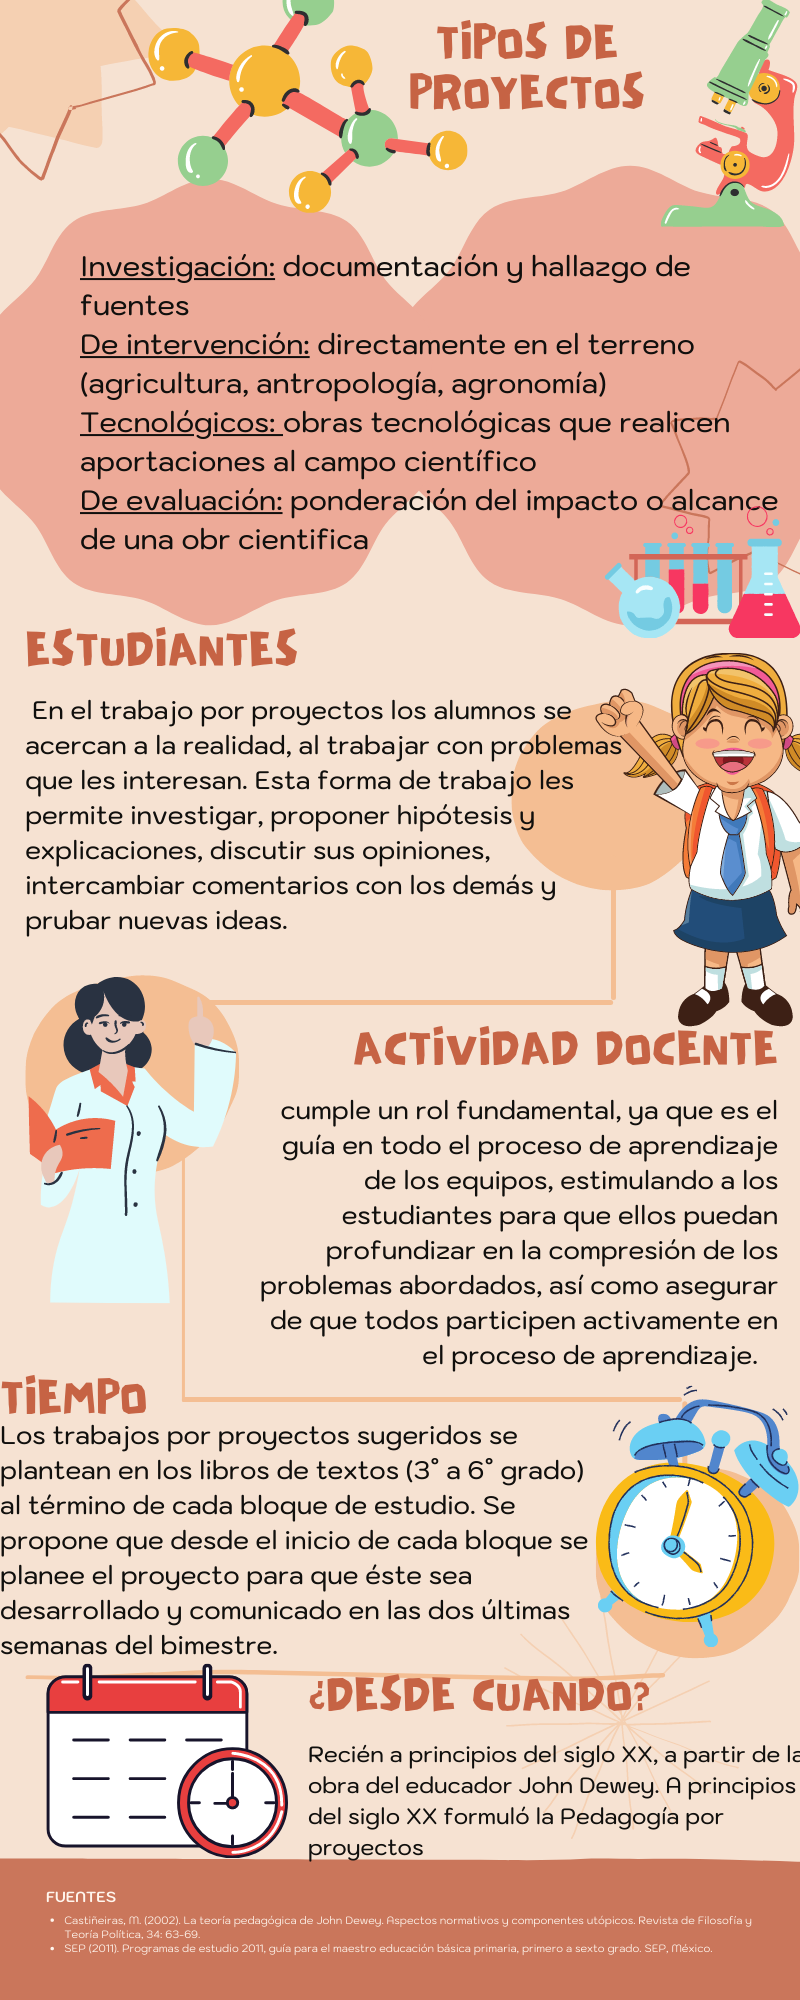 TIPOS DE
PROYECTOS
Investigación: documentación y hallazgo de
fuentes
De intervención: directamente en el terreno
(agricultura, antropología, agronomía)
Tecnológicos: obras tecnológicas que realicen
aportaciones al campo científico
De evaluación: ponderación del impacto o alcance
de una obr cientifica
ESTUDIANTES
En el trabajo por proyectos los alumnos se
acercan a la realidad, al trabajar con problemas
que les interesan. Esta forma de trabajo les
permite investigar, proponer hipótesis y
explicaciones, discutir sus opiniones,
intercambiar comentarios con los demás y
prubar nuevas ideas.
ACTIVIDAD DOCENTE
cumple un rol fundamental, ya que es el
guía en todo el proceso de aprendizaje
de los equipos, estimulando a los
estudiantes para que ellos puedan
profundizar en la compresión de los
problemas abordados, así como asegurar
de que todos participen activamente en
el proceso de aprendizaje.
TIEMPO
Los trabajos por proyectos sugeridos se
plantean en los libros de textos (3° a 6° grado)
al término de cada bloque de estudio. Se
propone que desde el inicio de cada bloque se
planee el proyecto para que éste sea
desarrollado y comunicado en las dos últimas
semanas del bimestre.
¿DESDE CUANDO?
Recién a principios del siglo XX, a partir de la
obra del educador John Dewey. A principios
del siglo XX formuló la Pedagogía por
proyectos
FUENTES
• Castiñeiras, M. (2002). La teoría pedagógica de John Dewey. Aspectos normativos y componentes utópicos. Revista de Filosofía y
Teoría Política, 34: 63-69.
• SEP (2011). Programas de estudio 2011, guía para el maestro educación básica primaria, primero a sexto grado. SEP, México.